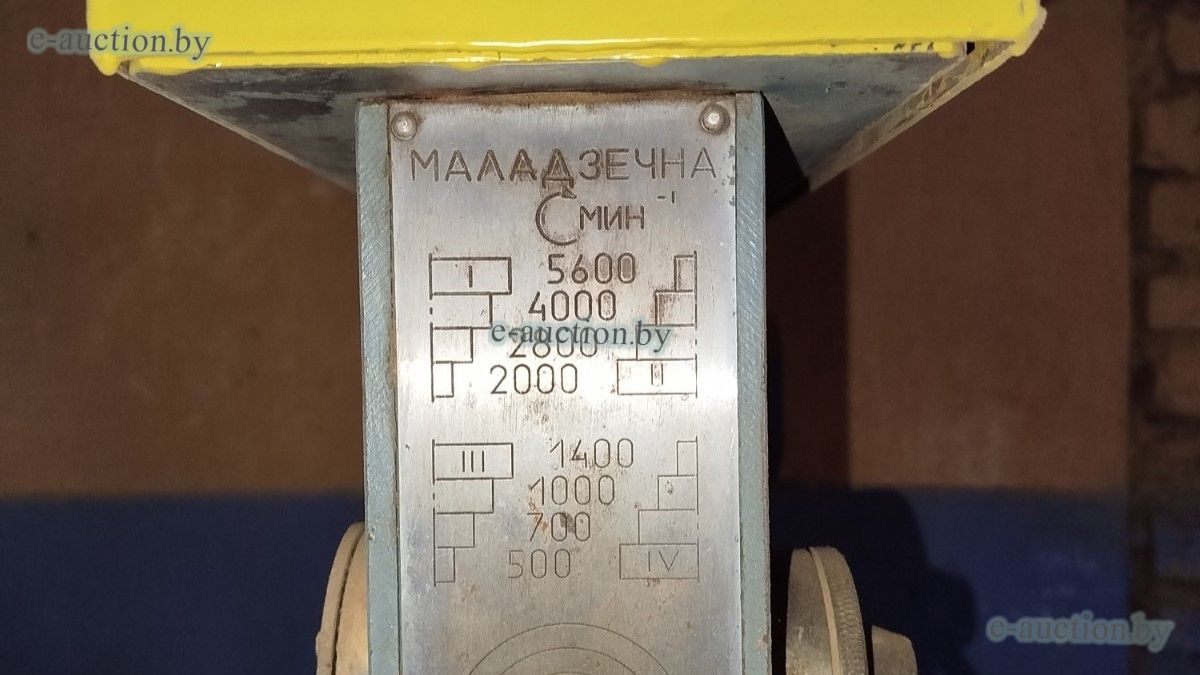 e-auction.by
МАЛАДЗЕЧНА
С мин⁻¹
I 5600
4000
2800
e-auction.by
2000 II
III 1400
1000
700
500 IV
e-auction.by